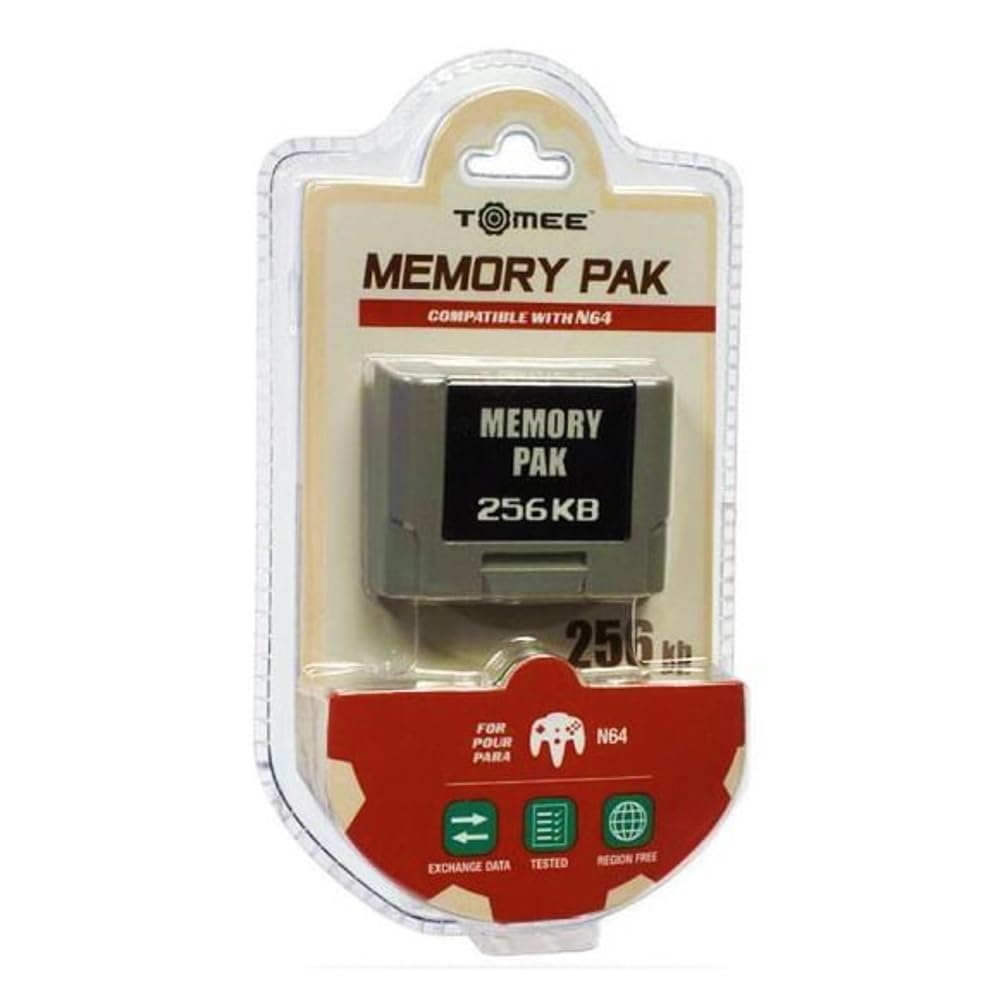 TOMEE™
MEMORY PAK
COMPATIBLE WITH N64
MEMORY
PAK
256KB
256 kb
FOR
POUR
PARA
N64
EXCHANGE DATA
TESTED
REGION FREE